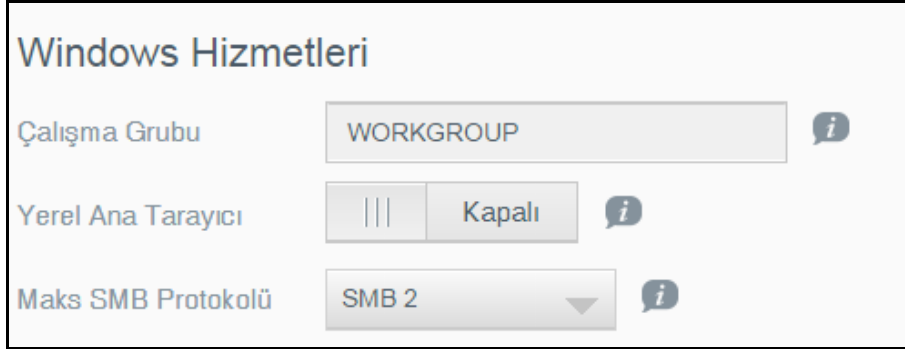 Windows Hizmetleri
Çalışma Grubu WORKGROUP
Yerel Ana Tarayıcı Kapalı
Maks SMB Protokolü SMB 2